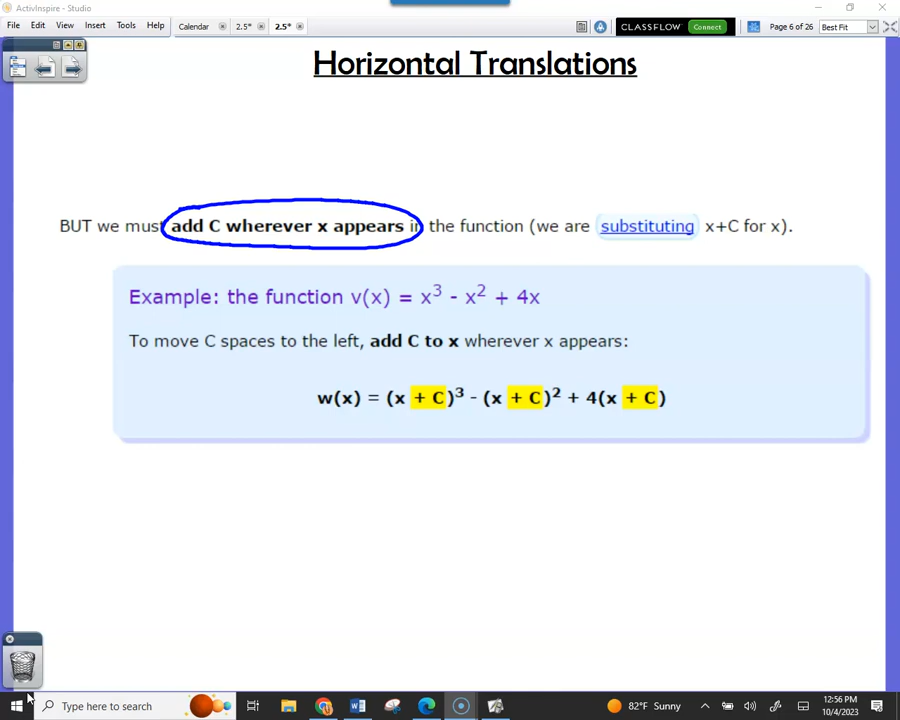 ActivInspire - Studio
File Edit View Insert Tools Help Calendar 2.5* 2.5* CLASSFLOW Connect Page 6 of 26 Best Fit
Horizontal Translations
BUT we must add C wherever x appears in the function (we are substituting x+C for x).
Example: the function v(x) = x³ - x² + 4x
To move C spaces to the left, add C to x wherever x appears:
w(x) = (x + C)³ - (x + C)² + 4(x + C)
Type here to search 82°F Sunny 12:56 PM
10/4/2023